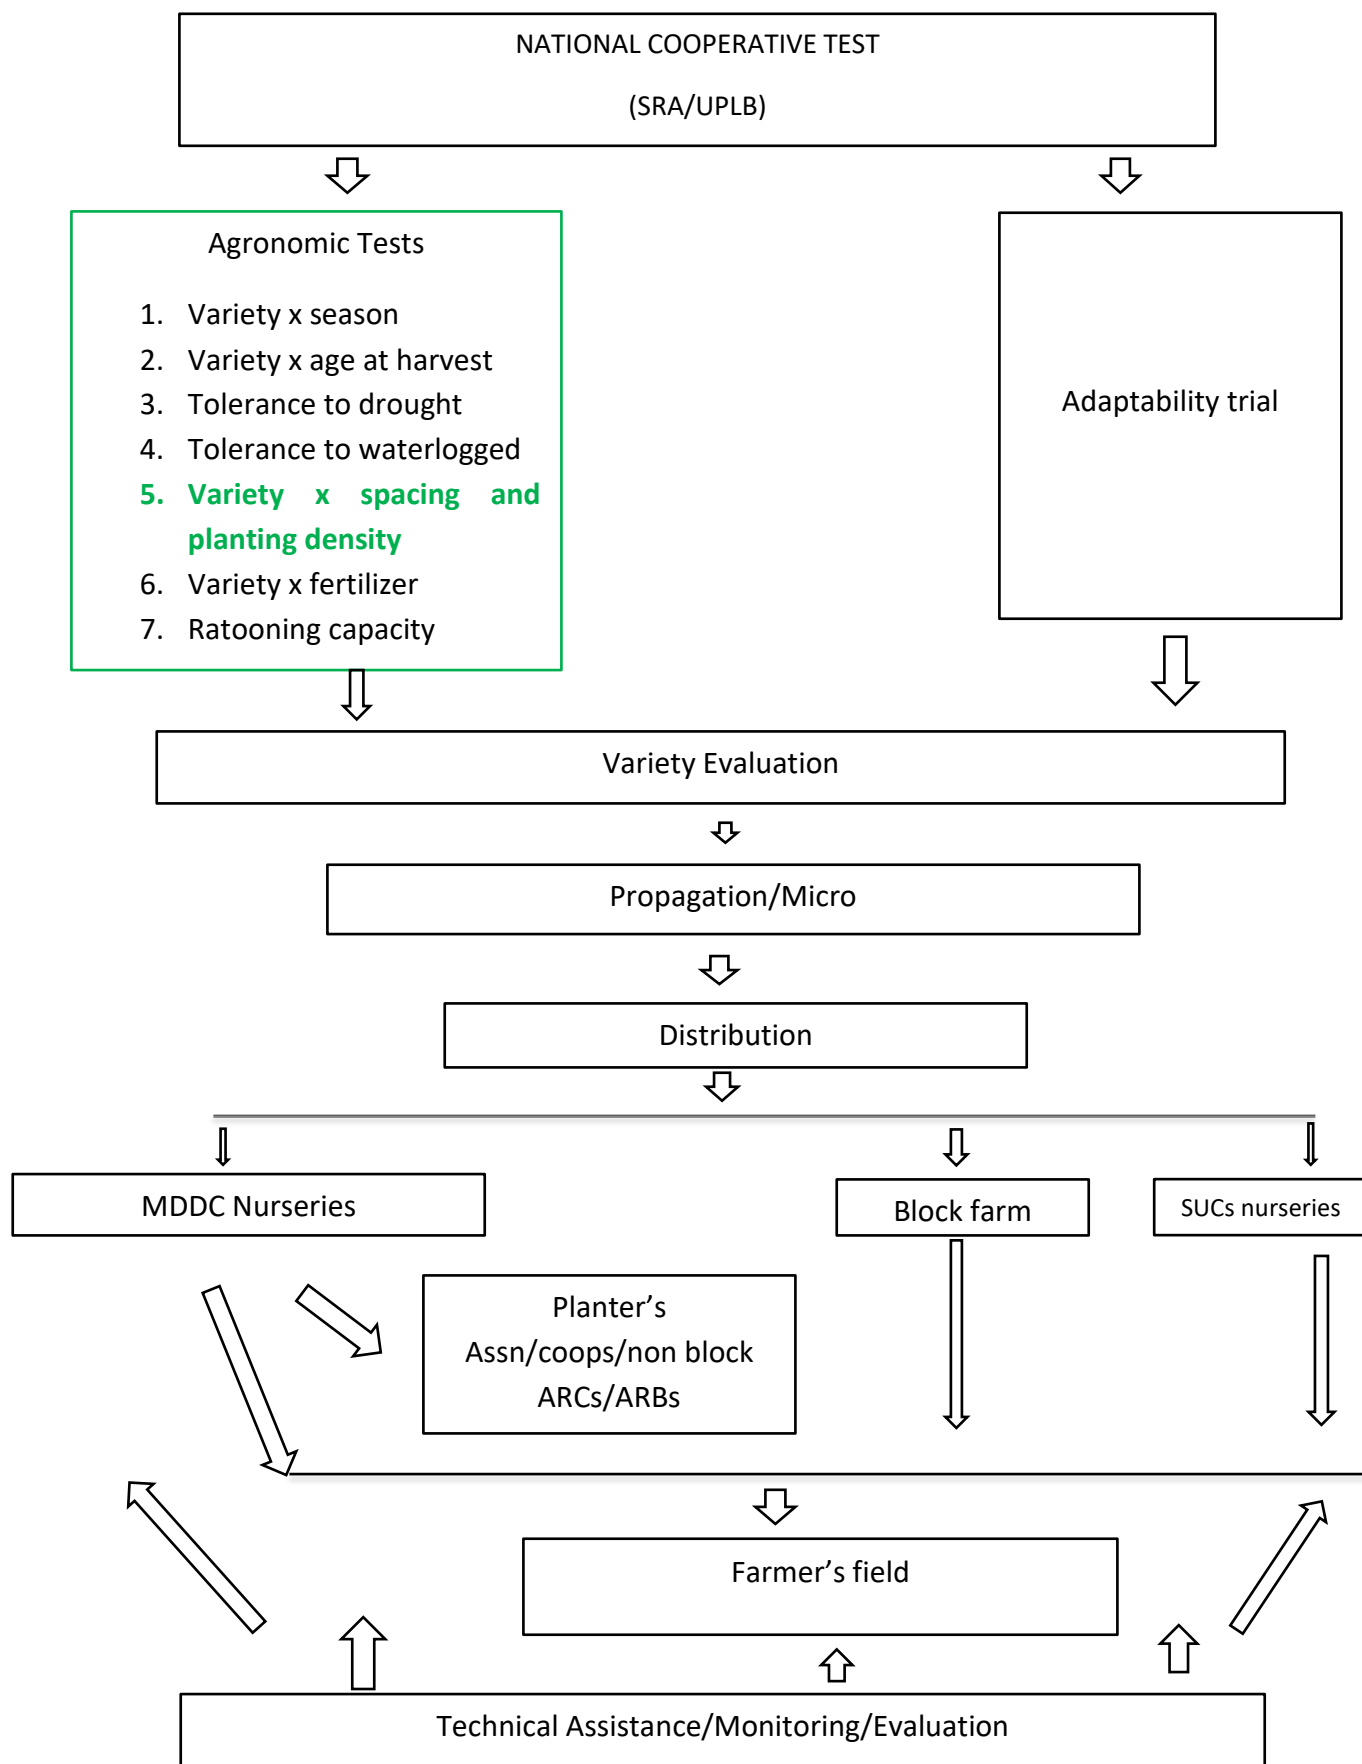 NATIONAL COOPERATIVE TEST
(SRA/UPLB)
Agronomic Tests
1. Variety x season
2. Variety x age at harvest
3. Tolerance to drought
4. Tolerance to waterlogged
5. Variety x spacing and
planting density
6. Variety x fertilizer
7. Ratooning capacity
Adaptability trial
Variety Evaluation
Propagation/Micro
Distribution
MDDC Nurseries
Block farm
SUCs nurseries
Planter’s
Assn/coops/non block
ARCs/ARBs
Farmer’s field
Technical Assistance/Monitoring/Evaluation